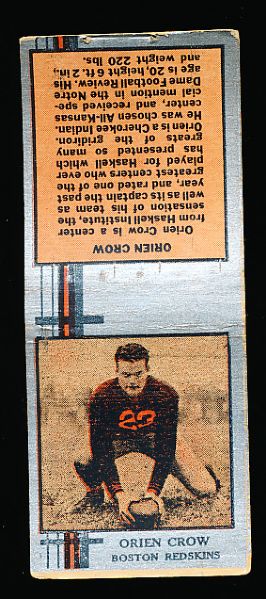 ORIEN CROW
Orien Crow is a center
from Haskell Institute, the
sensation of his team as
well as its captain the past
year, and rated one of the
greatest centers who ever
played for Haskell which
has presented so many
greats of the gridiron.
Orien is a Cherokee Indian.
He was chosen All-Kansas
center, and received spe-
cial mention in the Notre
Dame Football Review. His
age is 20, height 6 ft. 2 in.,
and weight 220 lbs.
23
ORIEN CROW
BOSTON REDSKINS